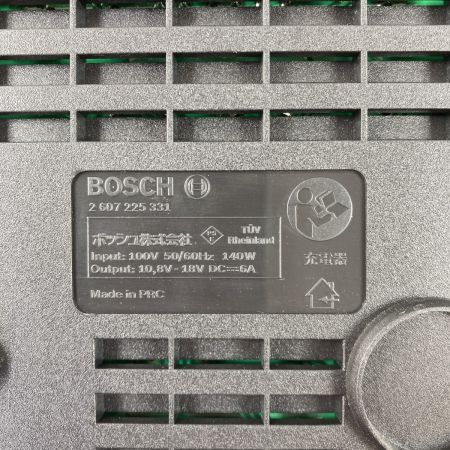 BOSCH
2 607 225 331
ボッシュ株式会社 PS TÜV Rheinland
Input: 100V 50/60Hz 140W
Output: 10,8V-18V DC⎓6A
Made in PRC
充電器